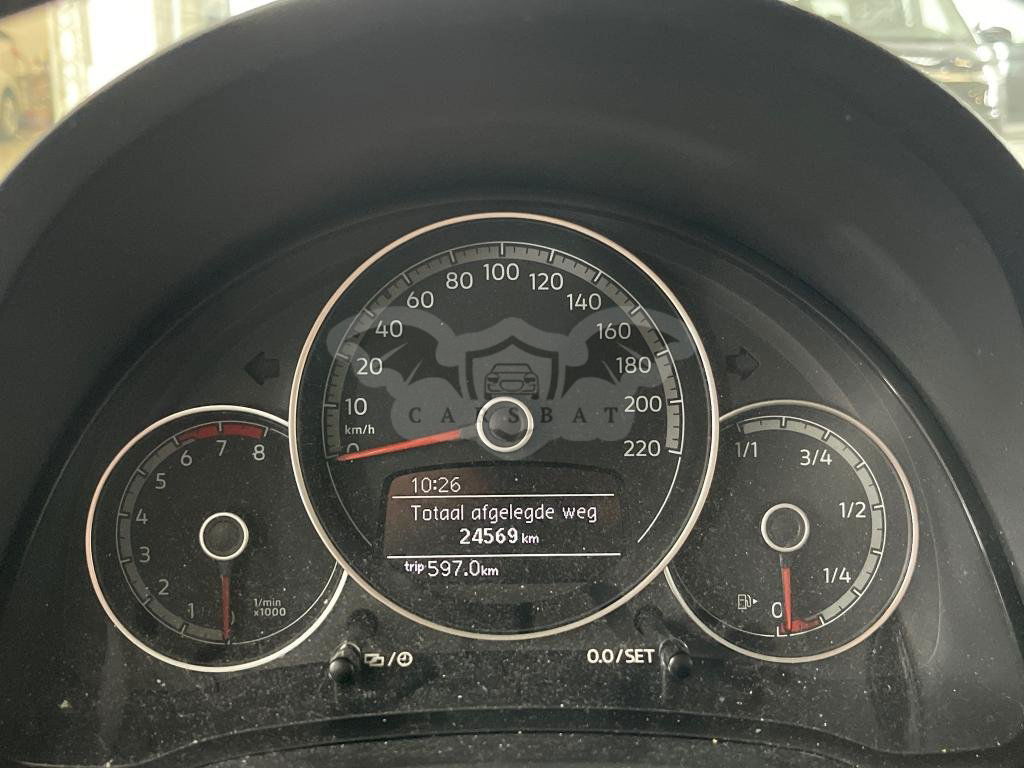 0 10 20 40 60 80 100 120 140 160 180 200 220
km/h
CARSBAT
1 2 3 4 5 6 7 8
1/min
x1000
1/1 3/4 1/2 1/4 0
10:26
Totaal afgelegde weg
24569 km
trip 597.0 km
0.0/SET